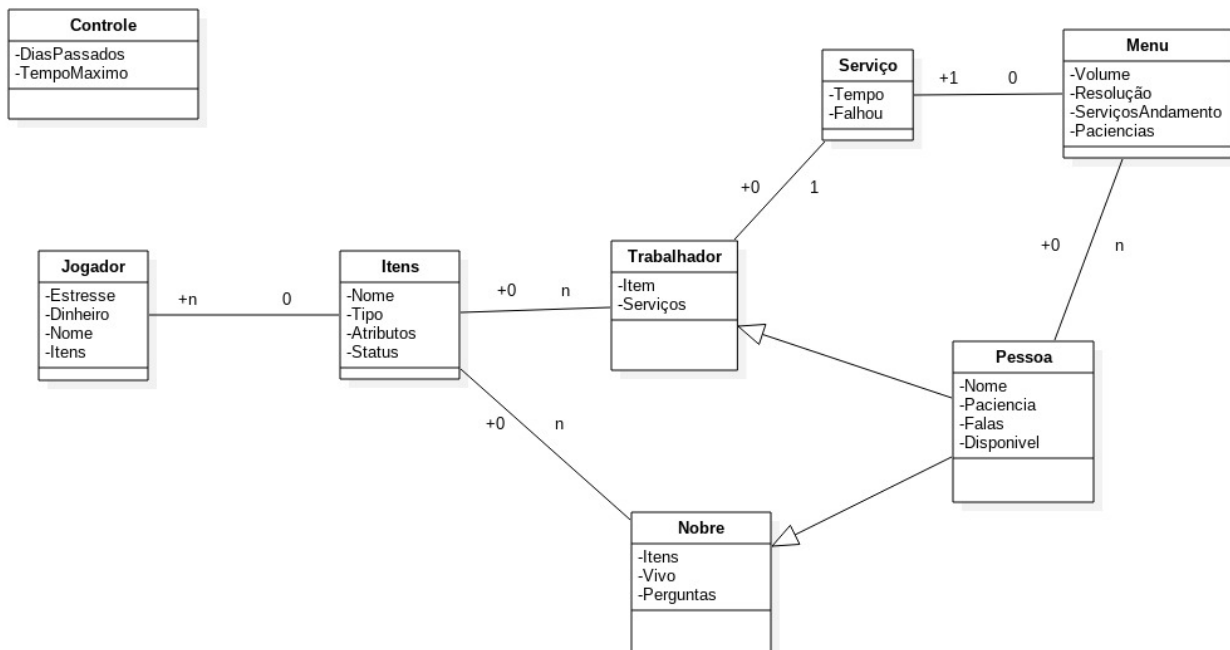 Controle
-DiasPassados
-TempoMaximo
Serviço
-Tempo
-Falhou
+1 0
Menu
-Volume
-Resolução
-ServiçosAndamento
-Paciencias
+0 1
+0 n
Jogador
-Estresse
-Dinheiro
-Nome
-Itens
+n 0
Itens
-Nome
-Tipo
-Atributos
-Status
+0 n
Trabalhador
-Item
-Serviços
+0 n
Pessoa
-Nome
-Paciencia
-Falas
-Disponivel
Nobre
-Itens
-Vivo
-Perguntas